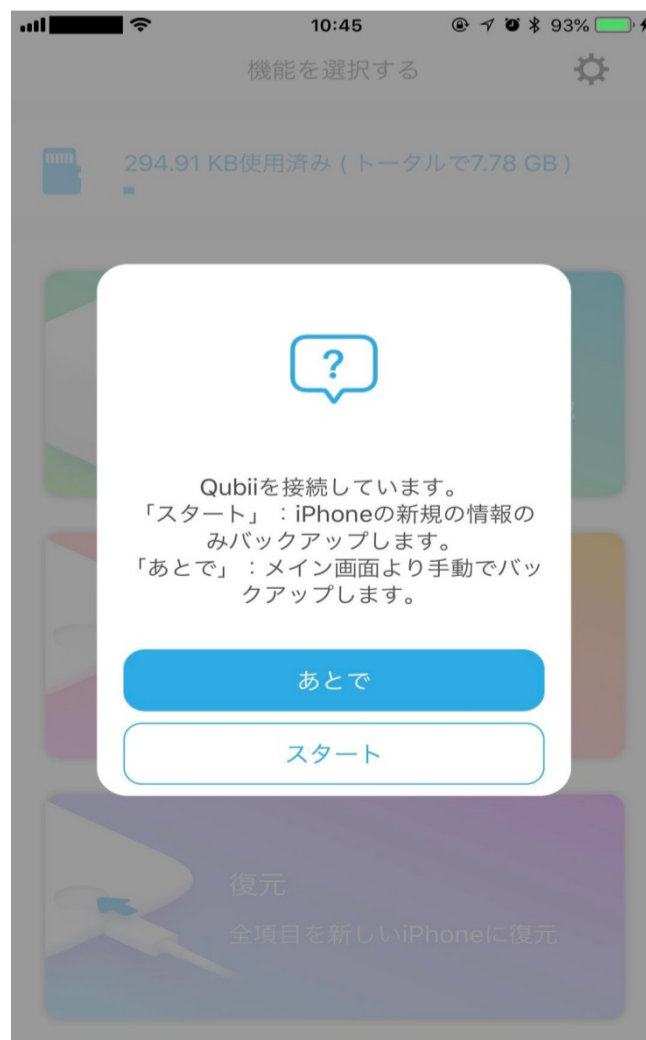 10:45
93%
機能を選択する
294.91 KB使用済み ( トータルで7.78 GB )
?
Qubiiを接続しています。
「スタート」：iPhoneの新規の情報の
みバックアップします。
「あとで」：メイン画面より手動でバッ
クアップします。
あとで
スタート
復元
全項目を新しいiPhoneに復元